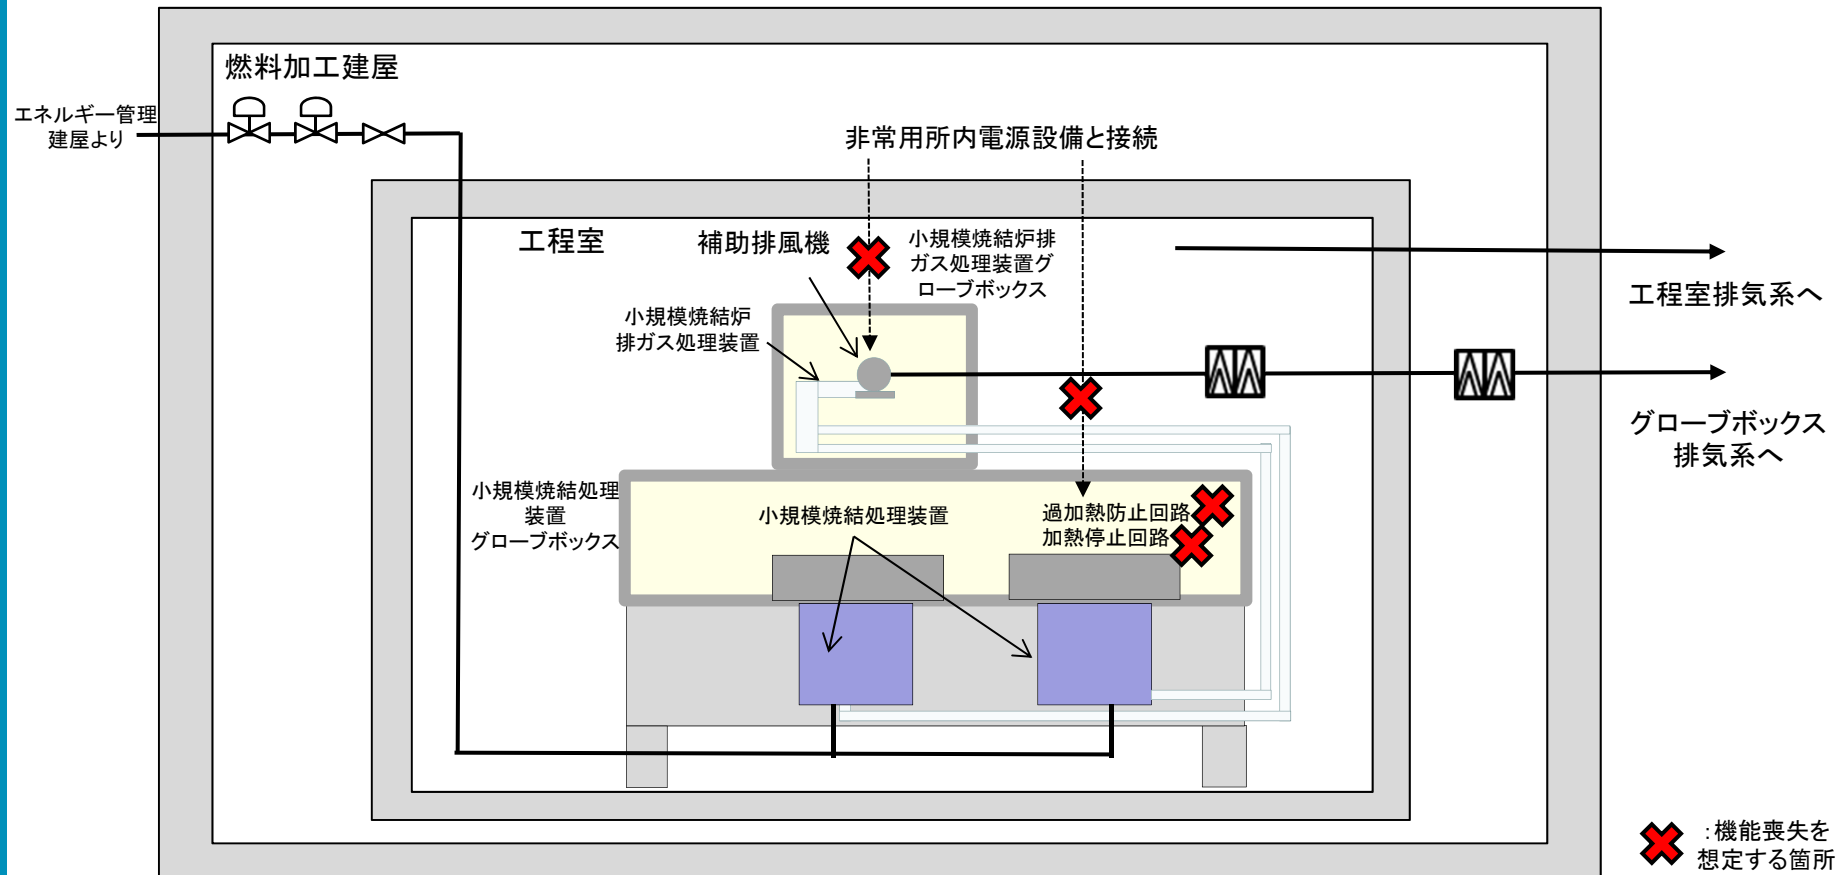 燃料加工建屋
エネルギー管理
建屋より
非常用所内電源設備と接続
工程室
補助排風機
小規模焼結炉排
ガス処理装置グ
ローブボックス
小規模焼結炉
排ガス処理装置
工程室排気系へ
グローブボックス
排気系へ
小規模焼結処理
装置
グローブボックス
小規模焼結処理装置
過加熱防止回路
加熱停止回路
:機能喪失を
想定する箇所